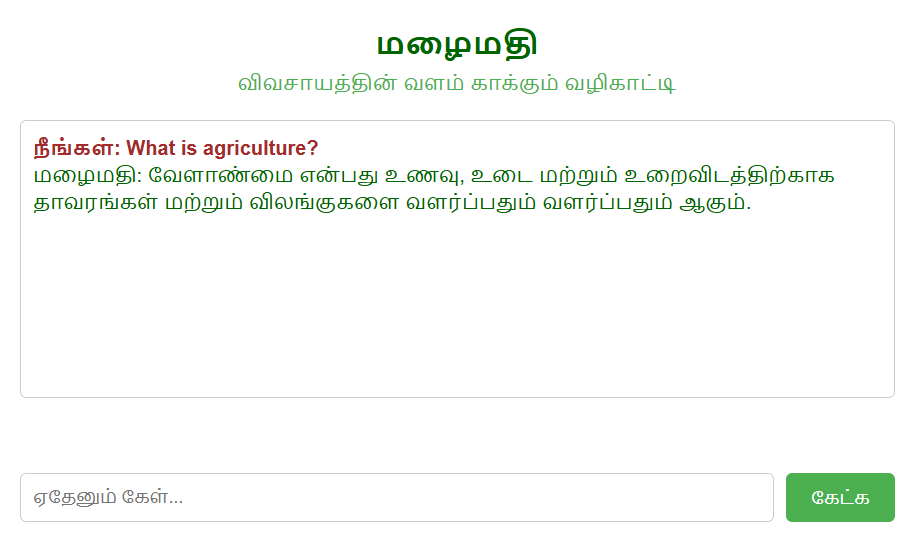 மழைமதி
விவசாயத்தின் வளம் காக்கும் வழிகாட்டி
நீங்கள்: What is agriculture?
மழைமதி: வேளாண்மை என்பது உணவு, உடை மற்றும் உறைவிடத்திற்காக
தாவரங்கள் மற்றும் விலங்குகளை வளர்ப்பதும் வளர்ப்பதும் ஆகும்.
ஏதேனும் கேள்...
கேட்க